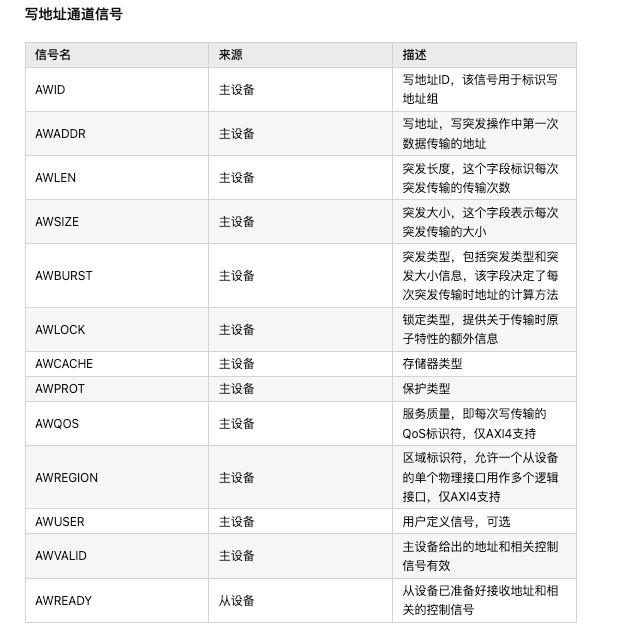 写地址通道信号
信号名 来源 描述
AWID 主设备 写地址ID，该信号用于标识写
地址组
AWADDR 主设备 写地址，写突发操作中第一次
数据传输的地址
AWLEN 主设备 突发长度，这个字段标识每次
突发传输的传输次数
AWSIZE 主设备 突发大小，这个字段表示每次
突发传输的大小
AWBURST 主设备 突发类型，包括突发类型和突
发大小信息，该字段决定了每
次突发传输时地址的计算方法
AWLOCK 主设备 锁定类型，提供关于传输时原
子特性的额外信息
AWCACHE 主设备 存储器类型
AWPROT 主设备 保护类型
AWQOS 主设备 服务质量，即每次写传输的
QoS标识符，仅AXI4支持
AWREGION 主设备 区域标识符，允许一个从设备
的单个物理接口用作多个逻辑
接口，仅AXI4支持
AWUSER 主设备 用户定义信号，可选
AWVALID 主设备 主设备给出的地址和相关控制
信号有效
AWREADY 从设备 从设备已准备好接收地址和相
关的控制信号